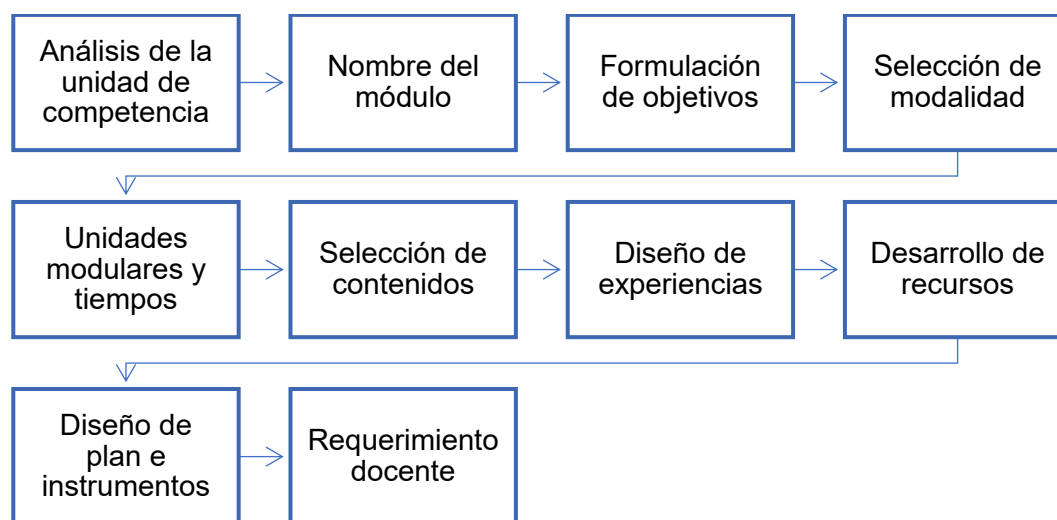 Análisis de la
unidad de
competencia
Nombre del
módulo
Formulación
de objetivos
Selección de
modalidad
Unidades
modulares y
tiempos
Selección de
contenidos
Diseño de
experiencias
Desarrollo de
recursos
Diseño de
plan e
instrumentos
Requerimiento
docente